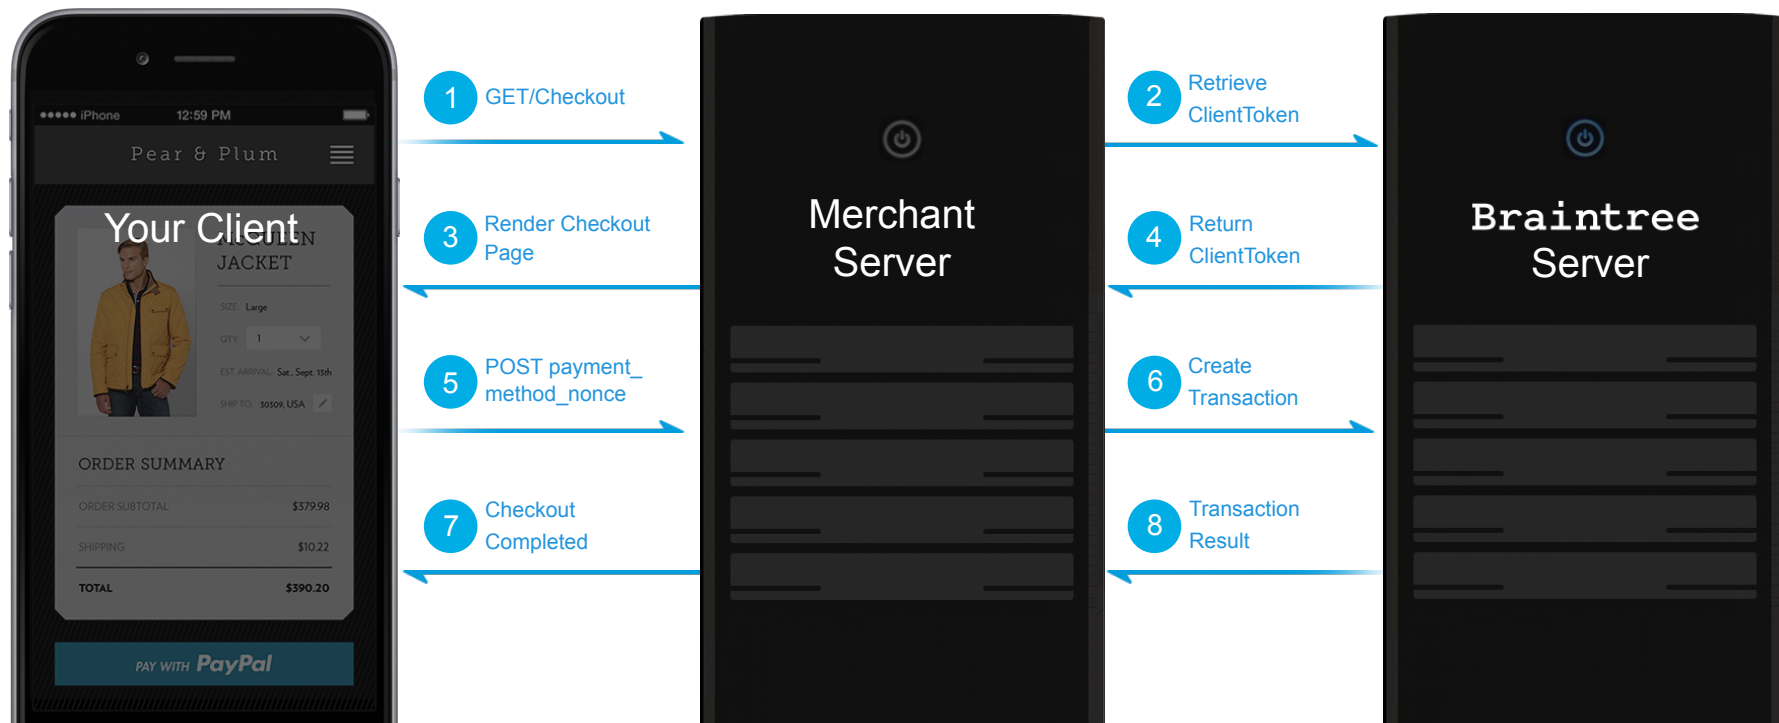 iPhone
12:59 PM
Pear & Plum
Your Client
McQUEEN
JACKET
SIZE: Large
QTY: 1
EST. ARRIVAL: Sat., Sept. 13th
SHIP TO: 30309, USA
ORDER SUMMARY
ORDER SUBTOTAL $379.98
SHIPPING $10.22
TOTAL $390.20
PAY WITH PayPal
1 GET/Checkout
3 Render Checkout
Page
5 POST payment_
method_nonce
7 Checkout
Completed
Merchant
Server
2 Retrieve
ClientToken
4 Return
ClientToken
6 Create
Transaction
8 Transaction
Result
Braintree
Server